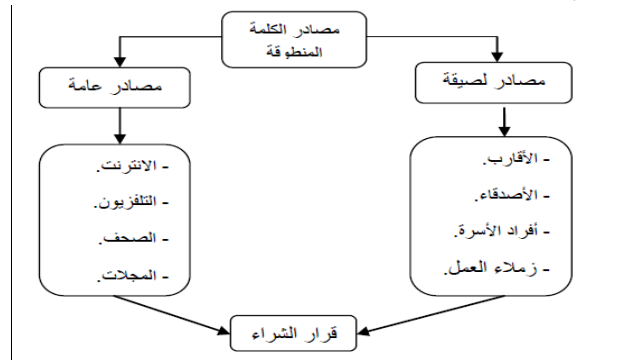 مصادر الكلمة
المنطوقة
مصادر لصيقة
مصادر عامة
- الأقارب.
- الأصدقاء.
- أفراد الأسرة.
- زملاء العمل.
- الانترنت.
- التلفزيون.
- الصحف.
- المجلات.
قرار الشراء